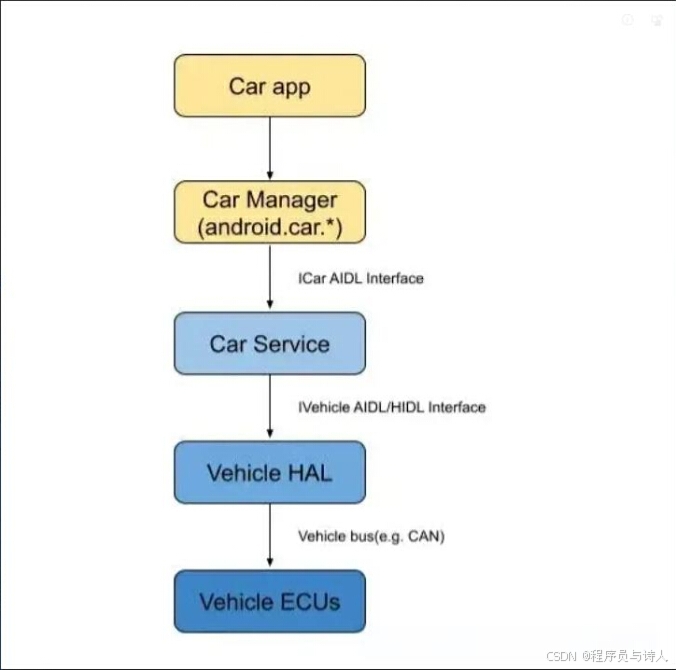 Car app
Car Manager
(android.car.*)
ICar AIDL Interface
Car Service
IVehicle AIDL/HIDL Interface
Vehicle HAL
Vehicle bus(e.g. CAN)
Vehicle ECUs
CSDN @程序员与诗人